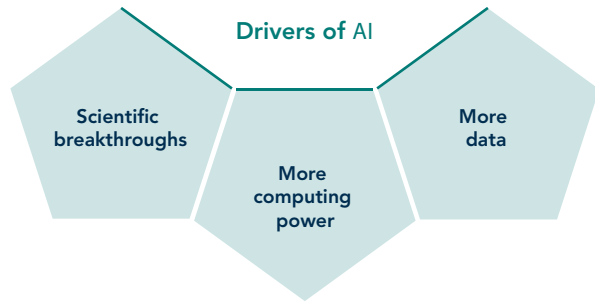 Drivers of AI
Scientific
breakthroughs
More
computing
power
More
data